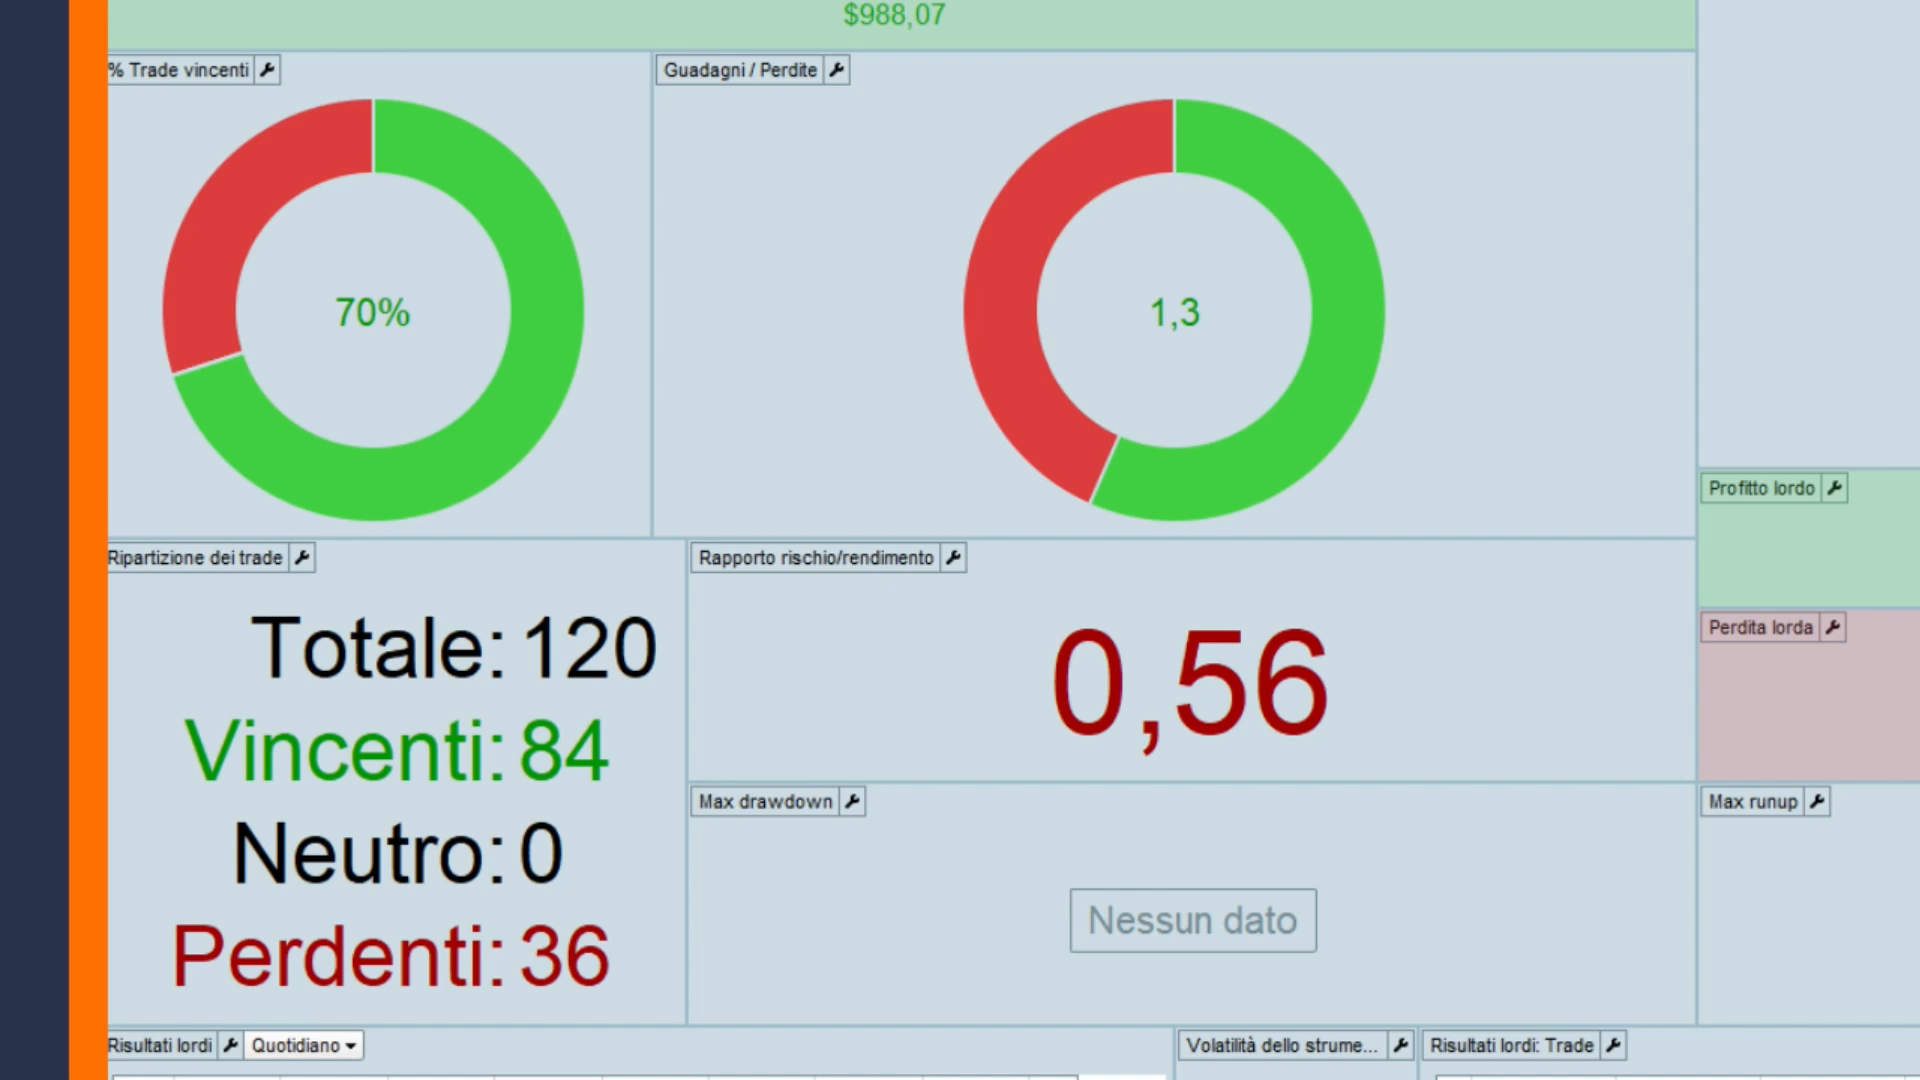 $988,07
% Trade vincenti
Guadagni / Perdite
70%
1,3
Profitto lordo
Ripartizione dei trade
Rapporto rischio/rendimento
Totale: 120
Vincenti: 84
Neutro: 0
Perdenti: 36
0,56
Perdita lorda
Max drawdown
Max runup
Nessun dato
Risultati lordi
Quotidiano
Volatilità dello strume...
Risultati lordi: Trade